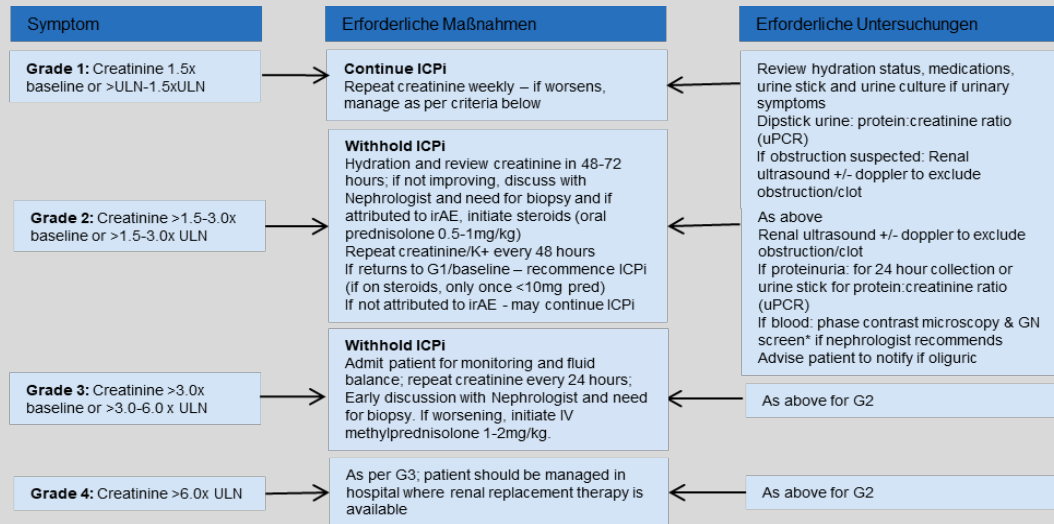 Symptom
Erforderliche Maßnahmen
Erforderliche Untersuchungen
Grade 1: Creatinine 1.5x
baseline or >ULN-1.5xULN
Continue ICPi
Repeat creatinine weekly – if worsens,
manage as per criteria below
Review hydration status, medications,
urine stick and urine culture if urinary
symptoms
Dipstick urine: protein:creatinine ratio
(uPCR)
If obstruction suspected: Renal
ultrasound +/- doppler to exclude
obstruction/clot
Grade 2: Creatinine >1.5-3.0x
baseline or >1.5-3.0x ULN
Withhold ICPi
Hydration and review creatinine in 48-72
hours; if not improving, discuss with
Nephrologist and need for biopsy and if
attributed to irAE, initiate steroids (oral
prednisolone 0.5-1mg/kg)
Repeat creatinine/K+ every 48 hours
If returns to G1/baseline – recommence ICPi
(if on steroids, only once <10mg pred)
If not attributed to irAE - may continue ICPi
As above
Renal ultrasound +/- doppler to exclude
obstruction/clot
If proteinuria: for 24 hour collection or
urine stick for protein:creatinine ratio
(uPCR)
If blood: phase contrast microscopy & GN
screen* if nephrologist recommends
Advise patient to notify if oliguric
Grade 3: Creatinine >3.0x
baseline or >3.0-6.0 x ULN
Withhold ICPi
Admit patient for monitoring and fluid
balance; repeat creatinine every 24 hours;
Early discussion with Nephrologist and need
for biopsy. If worsening, initiate IV
methylprednisolone 1-2mg/kg.
As above for G2
Grade 4: Creatinine >6.0x ULN
As per G3; patient should be managed in
hospital where renal replacement therapy is
available
As above for G2